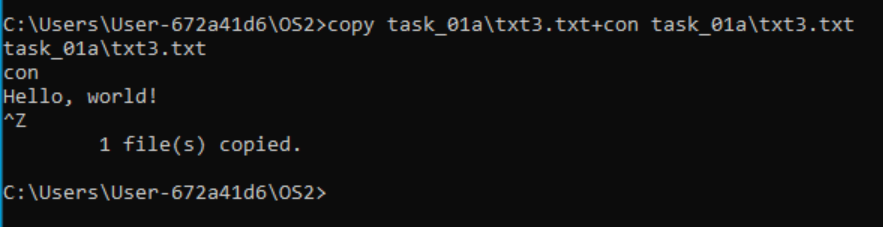 C:\Users\User-672a41d6\OS2>copy task_01a\txt3.txt+con task_01a\txt3.txt
task_01a\txt3.txt
con
Hello, world!
^Z
        1 file(s) copied.
C:\Users\User-672a41d6\OS2>